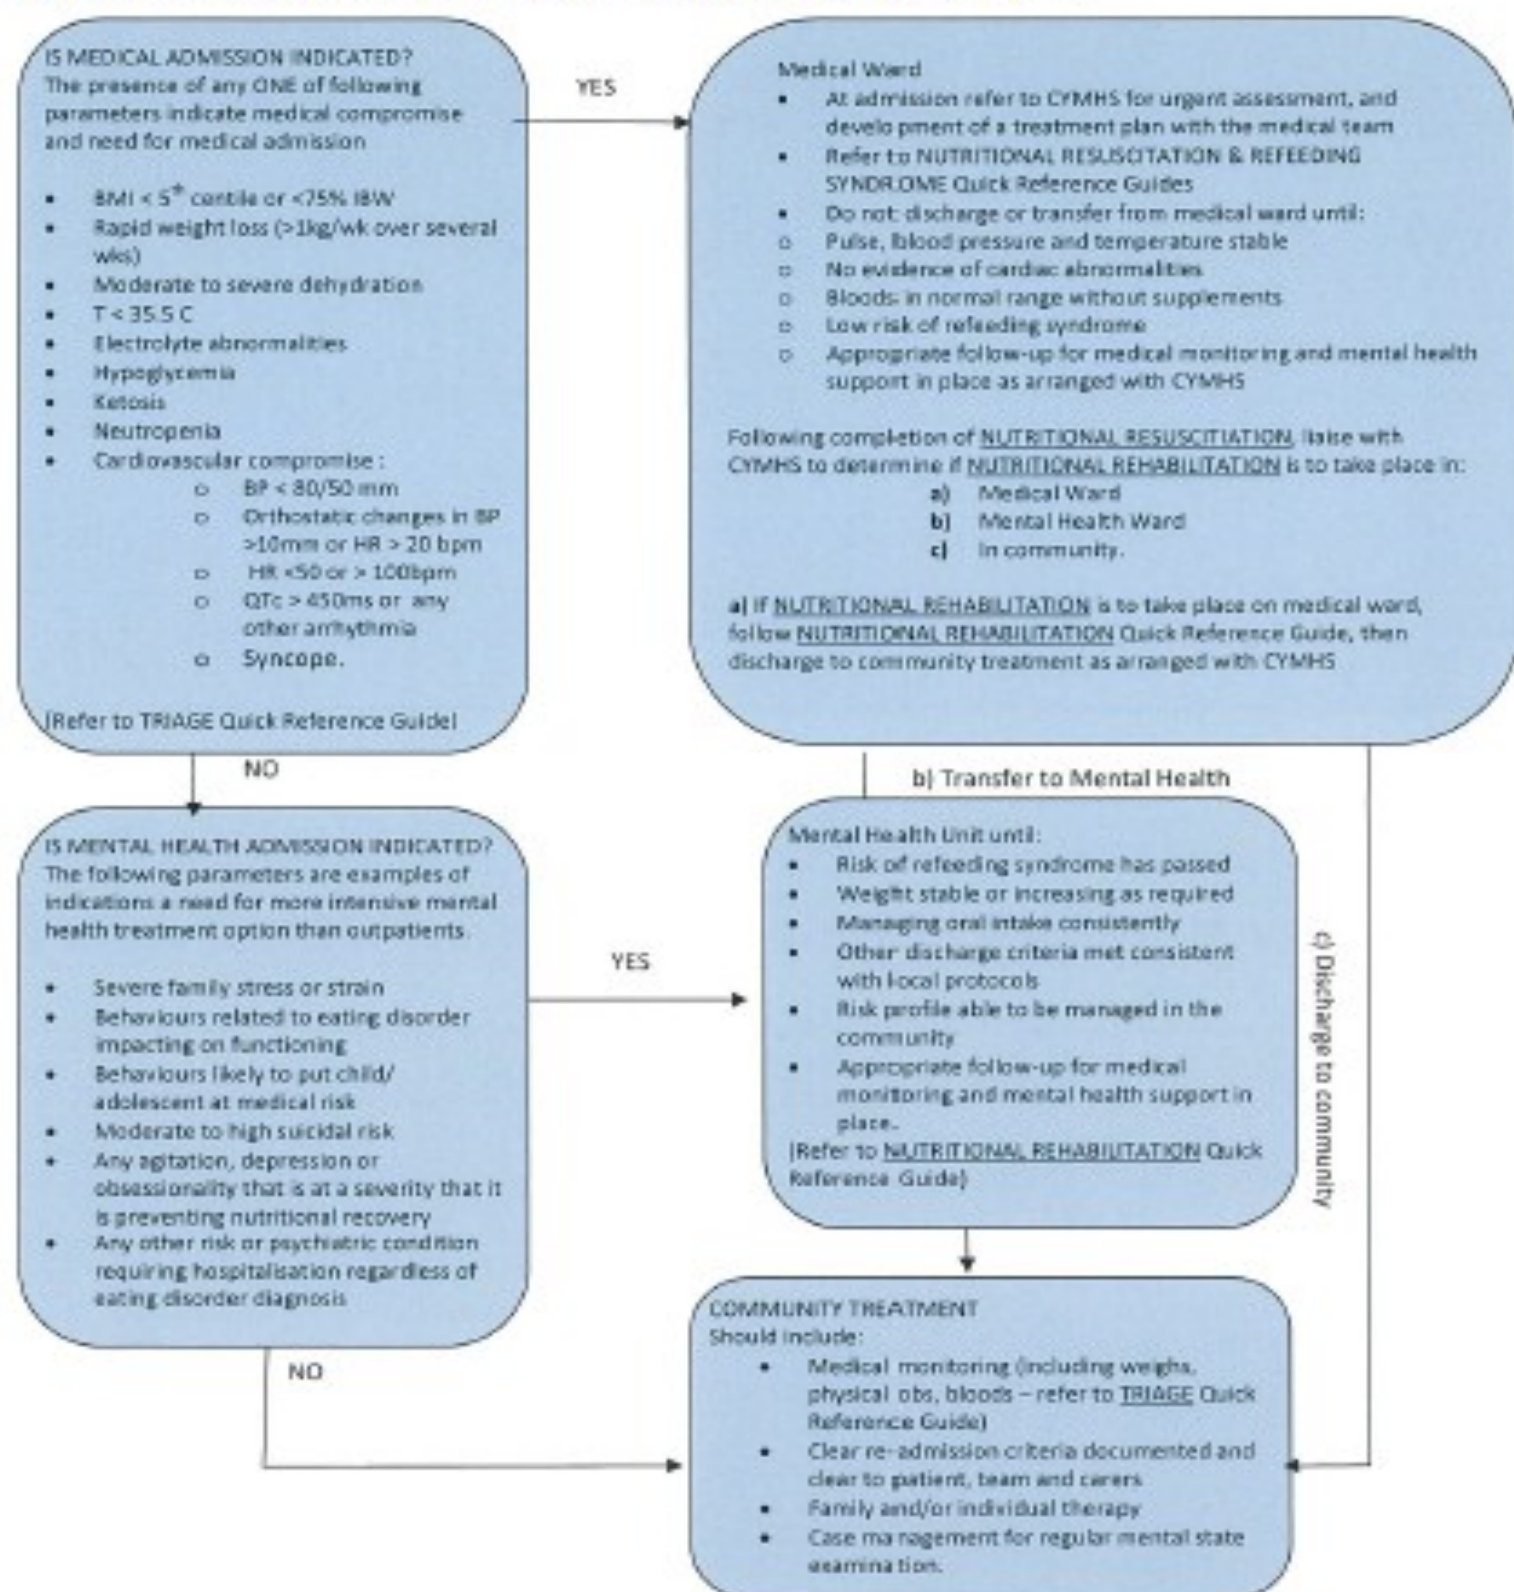 IS MEDICAL ADMISSION INDICATED?
The presence of any ONE of following
parameters indicate medical compromise
and need for medical admission
• BMI < 5th centile or <75% IBW
• Rapid weight loss (>1kg/wk over several
wks)
• Moderate to severe dehydration
• T < 35.5 C
• Electrolyte abnormalities
• Hypoglycemia
• Ketosis
• Neutropenia
• Cardiovascular compromise :
o BP < 80/50 mm
o Orthostatic changes in BP
>10mm or HR > 20 bpm
o HR <50 or > 100bpm
o QTc > 450ms or any
other arrhythmia
o Syncope.
(Refer to TRIAGE Quick Reference Guide)
YES
Medical Ward
• At admission refer to CYMHS for urgent assessment, and
development of a treatment plan with the medical team
• Refer to NUTRITIONAL RESUSCITATION & REFEEDING
SYNDROME Quick Reference Guides
• Do not discharge or transfer from medical ward until:
o Pulse, blood pressure and temperature stable
o No evidence of cardiac abnormalities
o Bloods in normal range without supplements
o Low risk of refeeding syndrome
o Appropriate follow-up for medical monitoring and mental health
support in place as arranged with CYMHS
Following completion of NUTRITIONAL RESUSCITIATION, liaise with
CYMHS to determine if NUTRITIONAL REHABILITATION is to take place in:
a) Medical Ward
b) Mental Health Ward
c) In community.
a) If NUTRITIONAL REHABILITATION is to take place on medical ward,
follow NUTRITIONAL REHABILITATION Quick Reference Guide, then
discharge to community treatment as arranged with CYMHS
NO
b) Transfer to Mental Health
c) Discharge to community
IS MENTAL HEALTH ADMISSION INDICATED?
The following parameters are examples of
indications a need for more intensive mental
health treatment option than outpatients.
• Severe family stress or strain
• Behaviours related to eating disorder
impacting on functioning
• Behaviours likely to put child/
adolescent at medical risk
• Moderate to high suicidal risk
• Any agitation, depression or
obsessionality that is at a severity that it
is preventing nutritional recovery
• Any other risk or psychiatric condition
requiring hospitalisation regardless of
eating disorder diagnosis
YES
Mental Health Unit until:
• Risk of refeeding syndrome has passed
• Weight stable or increasing as required
• Managing oral intake consistently
• Other discharge criteria met consistent
with local protocols
• Risk profile able to be managed in the
community
• Appropriate follow-up for medical
monitoring and mental health support in
place.
(Refer to NUTRITIONAL REHABILITATION Quick
Reference Guide)
NO
COMMUNITY TREATMENT
Should include:
• Medical monitoring (including weighs,
physical obs, bloods – refer to TRIAGE Quick
Reference Guide)
• Clear re-admission criteria documented and
clear to patient, team and carers
• Family and/or individual therapy
• Case management for regular mental state
examination.